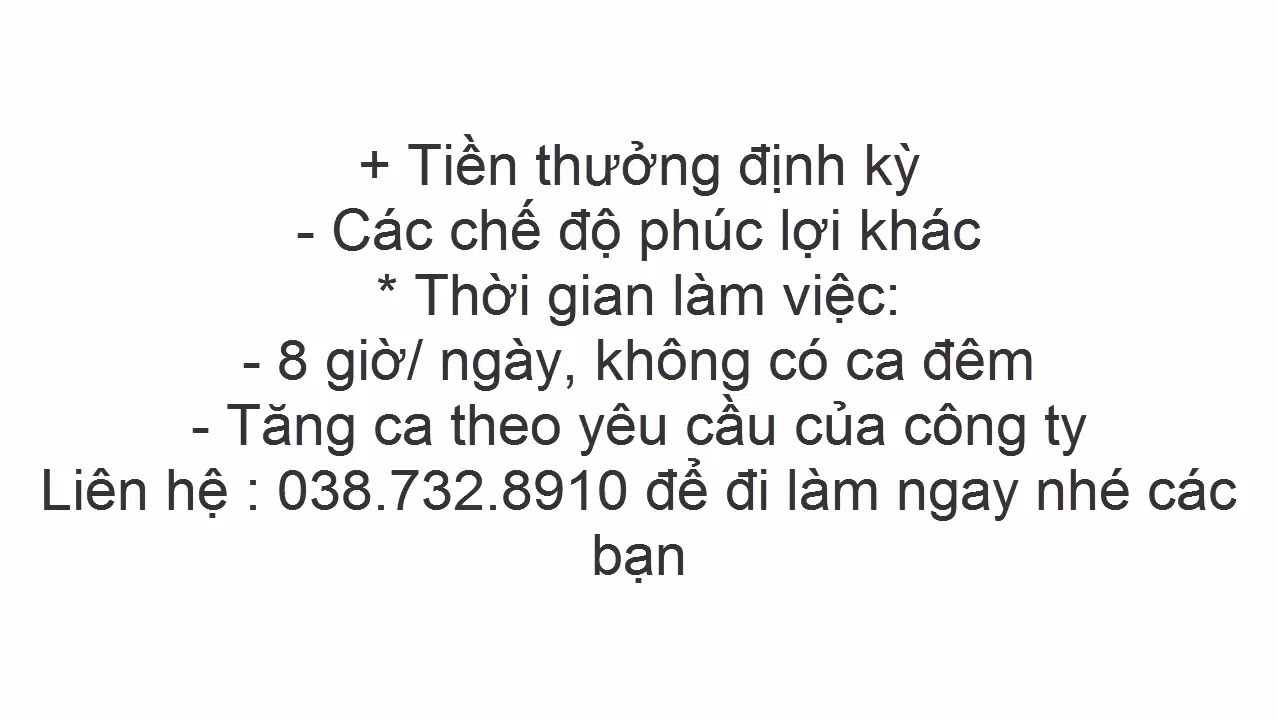 + Tiền thưởng định kỳ
- Các chế độ phúc lợi khác
* Thời gian làm việc:
- 8 giờ/ ngày, không có ca đêm
- Tăng ca theo yêu cầu của công ty
Liên hệ : 038.732.8910 để đi làm ngay nhé các
bạn